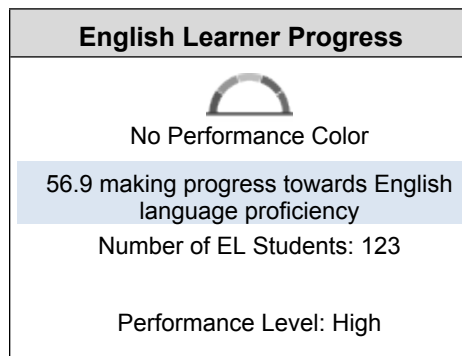 English Learner Progress
No Performance Color
56.9 making progress towards English
language proficiency
Number of EL Students: 123
Performance Level: High